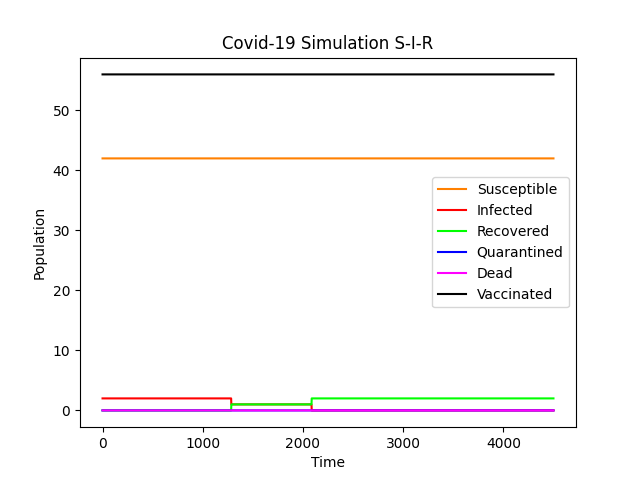 Covid-19 Simulation S-I-R
50
40
30
20
10
0
Population
Susceptible
Infected
Recovered
Quarantined
Dead
Vaccinated
0 1000 2000 3000 4000
Time